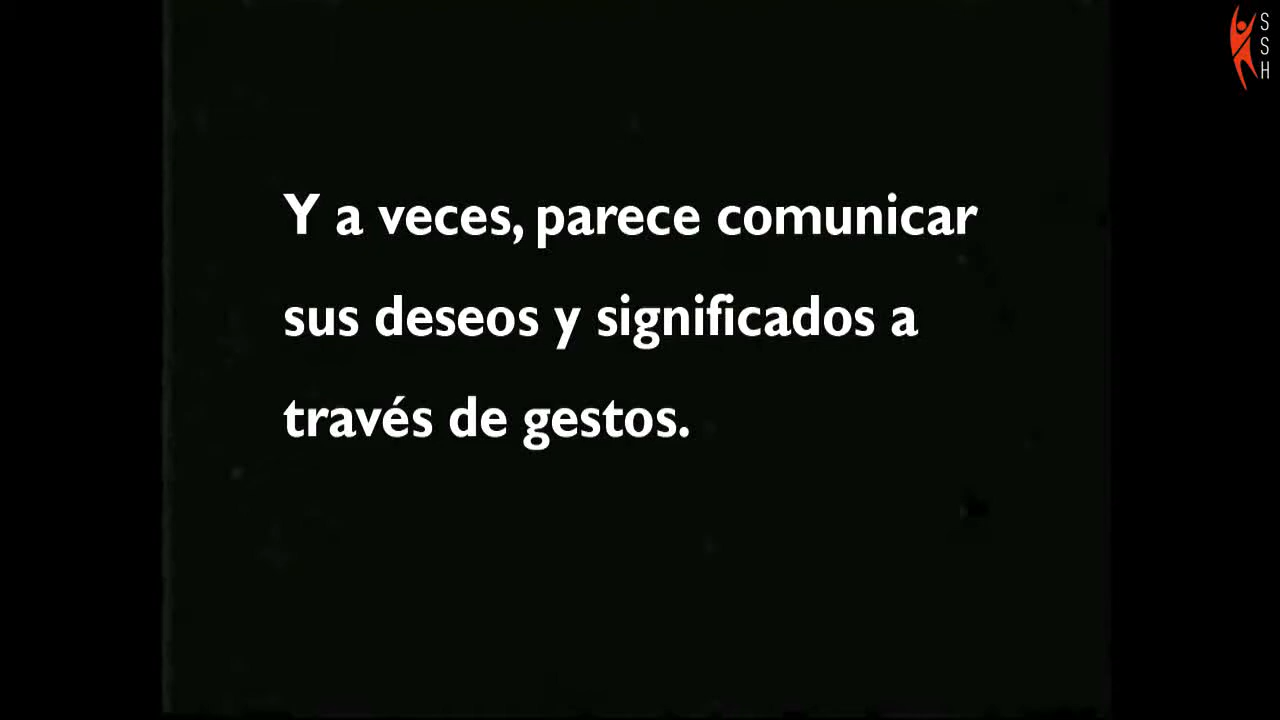 Y a veces, parece comunicar
sus deseos y significados a
través de gestos.
S
S
H